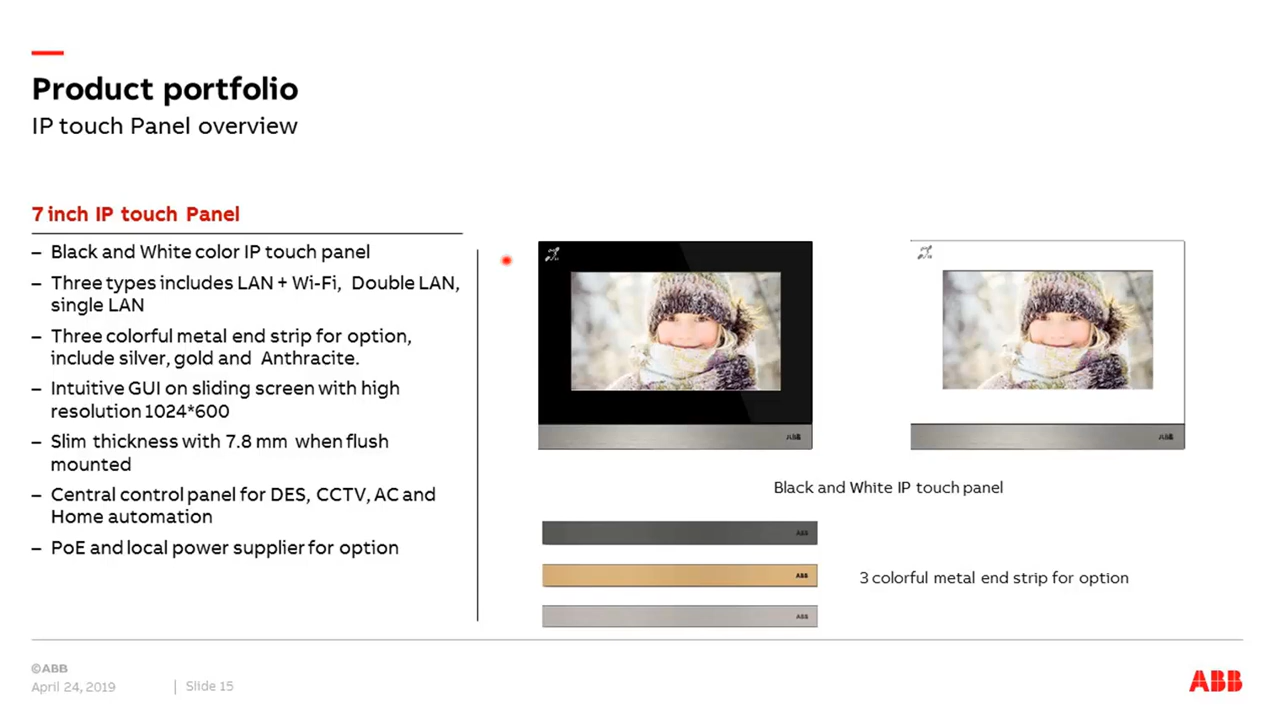 Product portfolio
IP touch Panel overview
7 inch IP touch Panel
– Black and White color IP touch panel
– Three types includes LAN + Wi-Fi, Double LAN,
single LAN
– Three colorful metal end strip for option,
include silver, gold and Anthracite.
– Intuitive GUI on sliding screen with high
resolution 1024*600
– Slim thickness with 7.8 mm when flush
mounted
– Central control panel for DES, CCTV, AC and
Home automation
– PoE and local power supplier for option
ABB
ABB
Black and White IP touch panel
ABB
ABB
3 colorful metal end strip for option
ABB
©ABB
April 24, 2019 | Slide 15
ABB